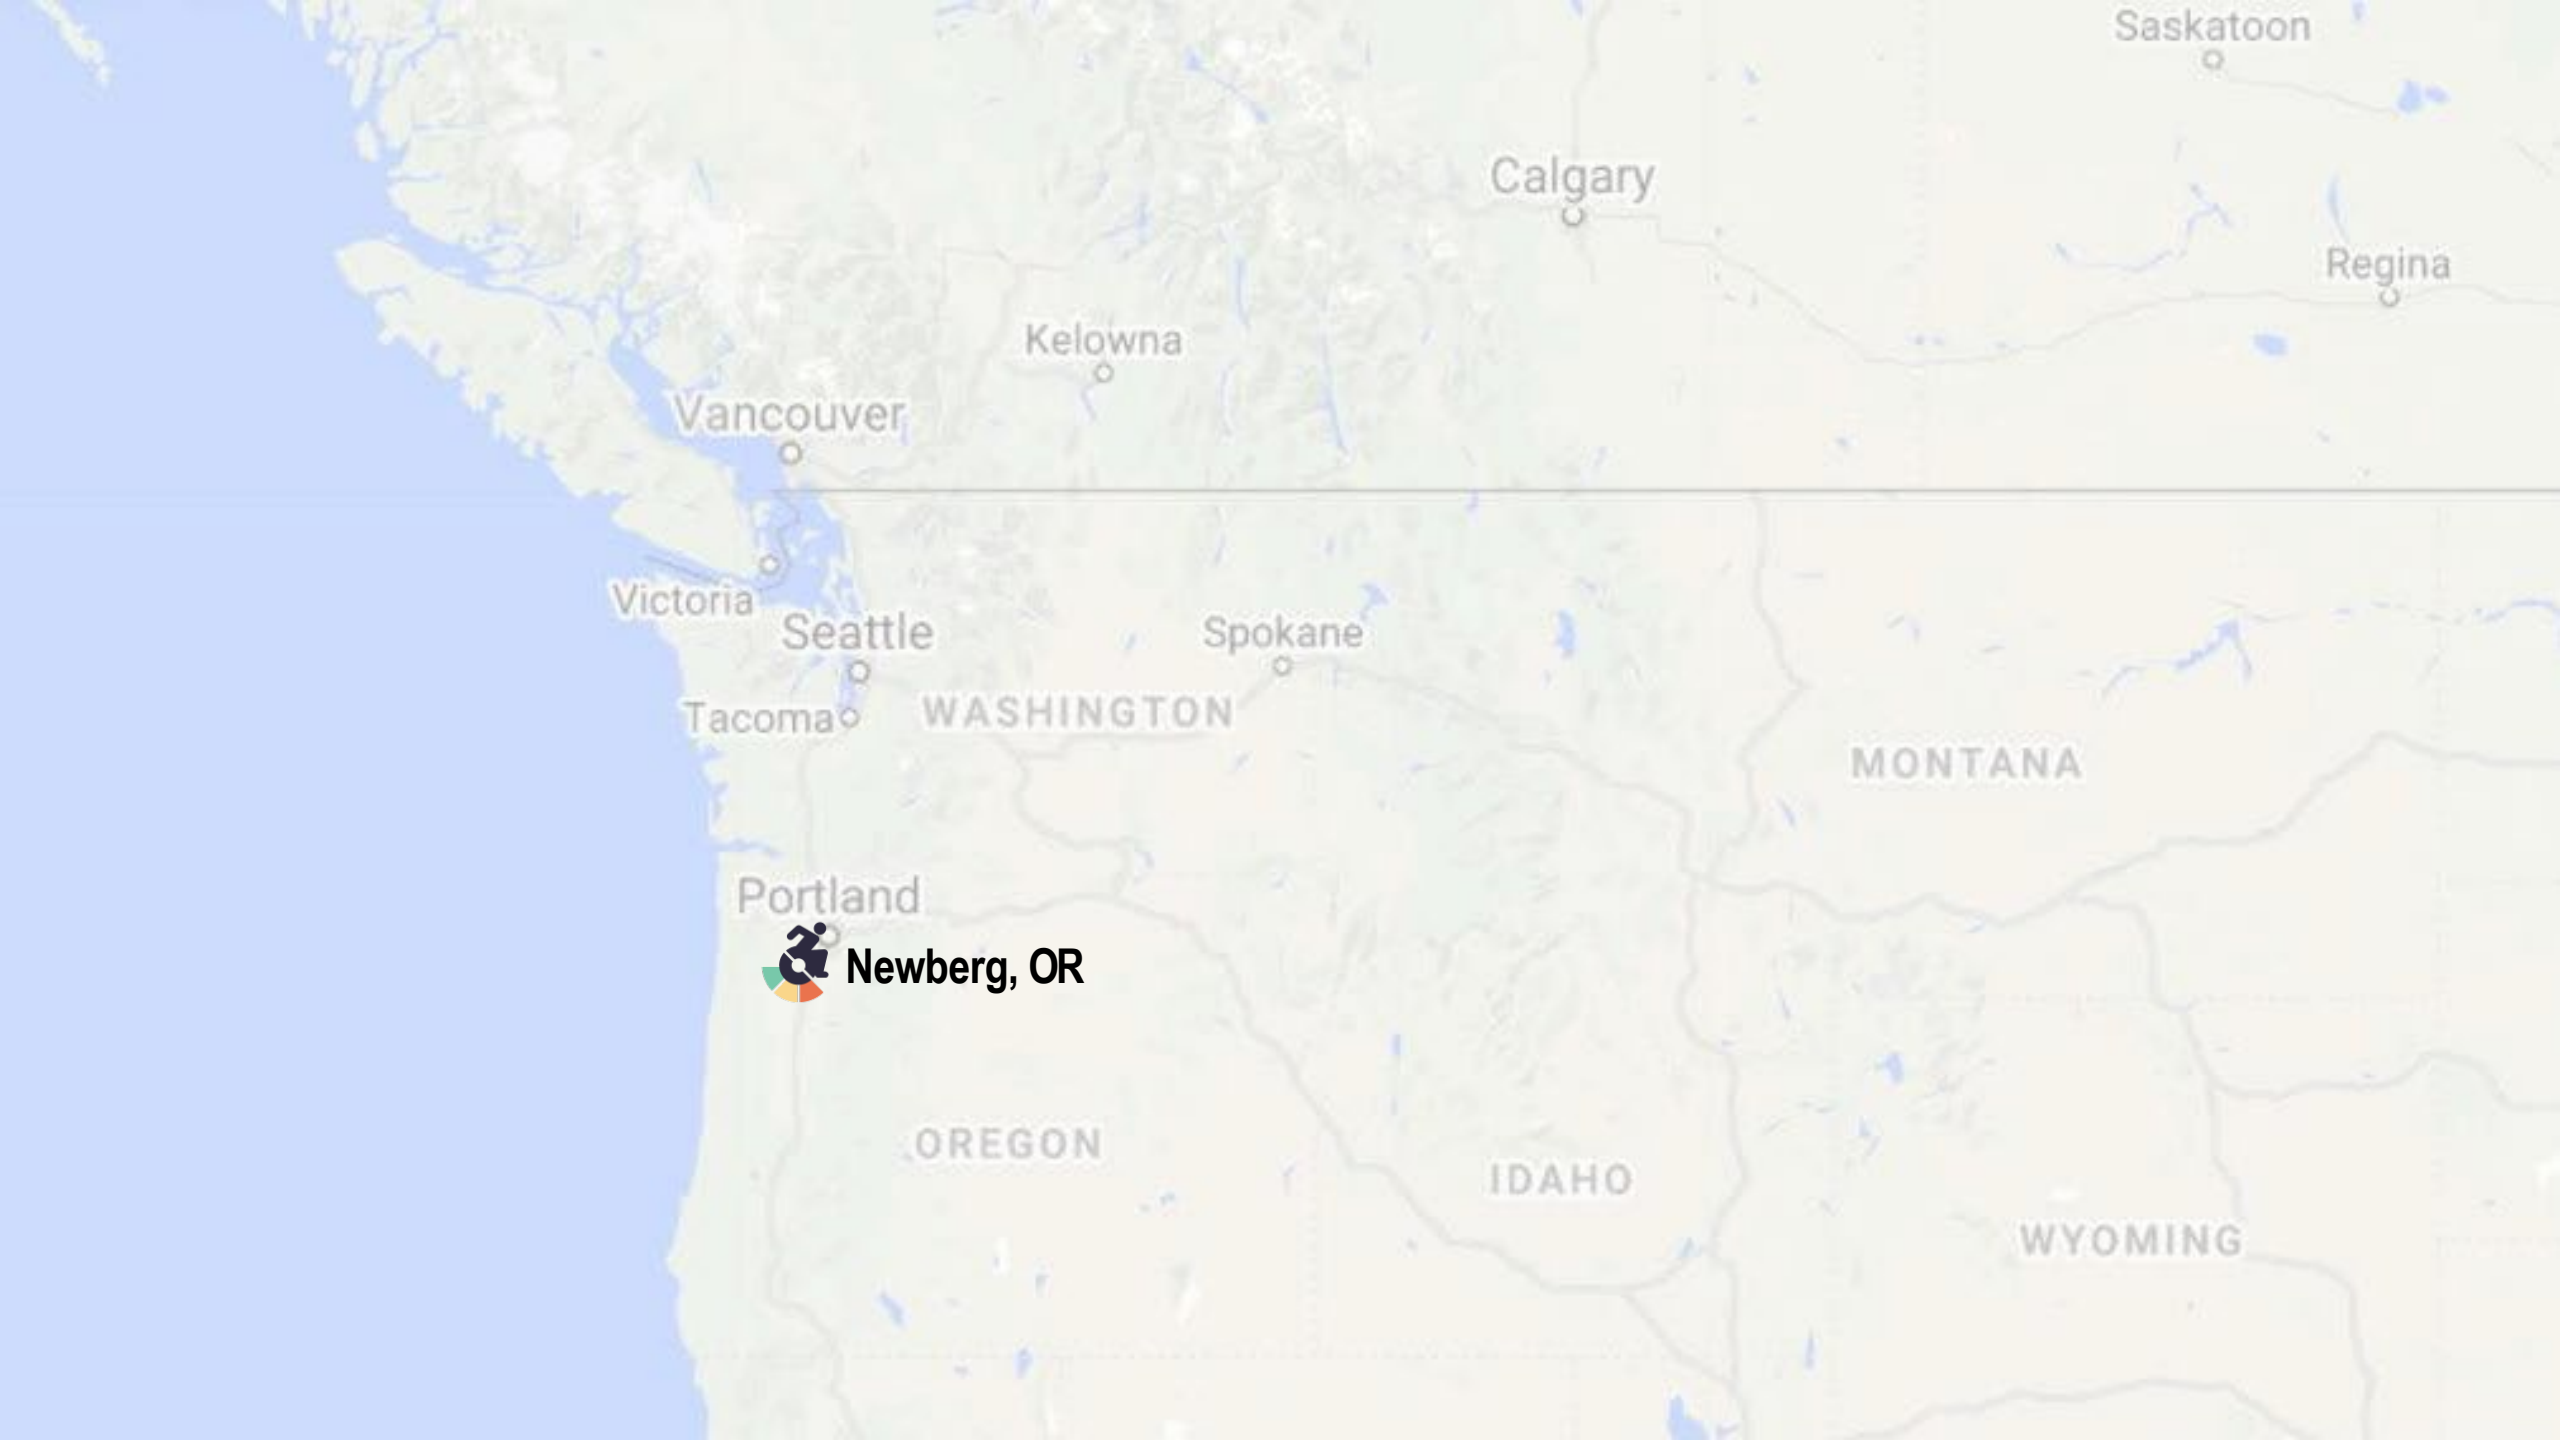 Saskatoon
Calgary
Regina
Kelowna
Vancouver
Victoria
Seattle
Spokane
Tacoma
WASHINGTON
MONTANA
Portland
Newberg, OR
OREGON
IDAHO
WYOMING